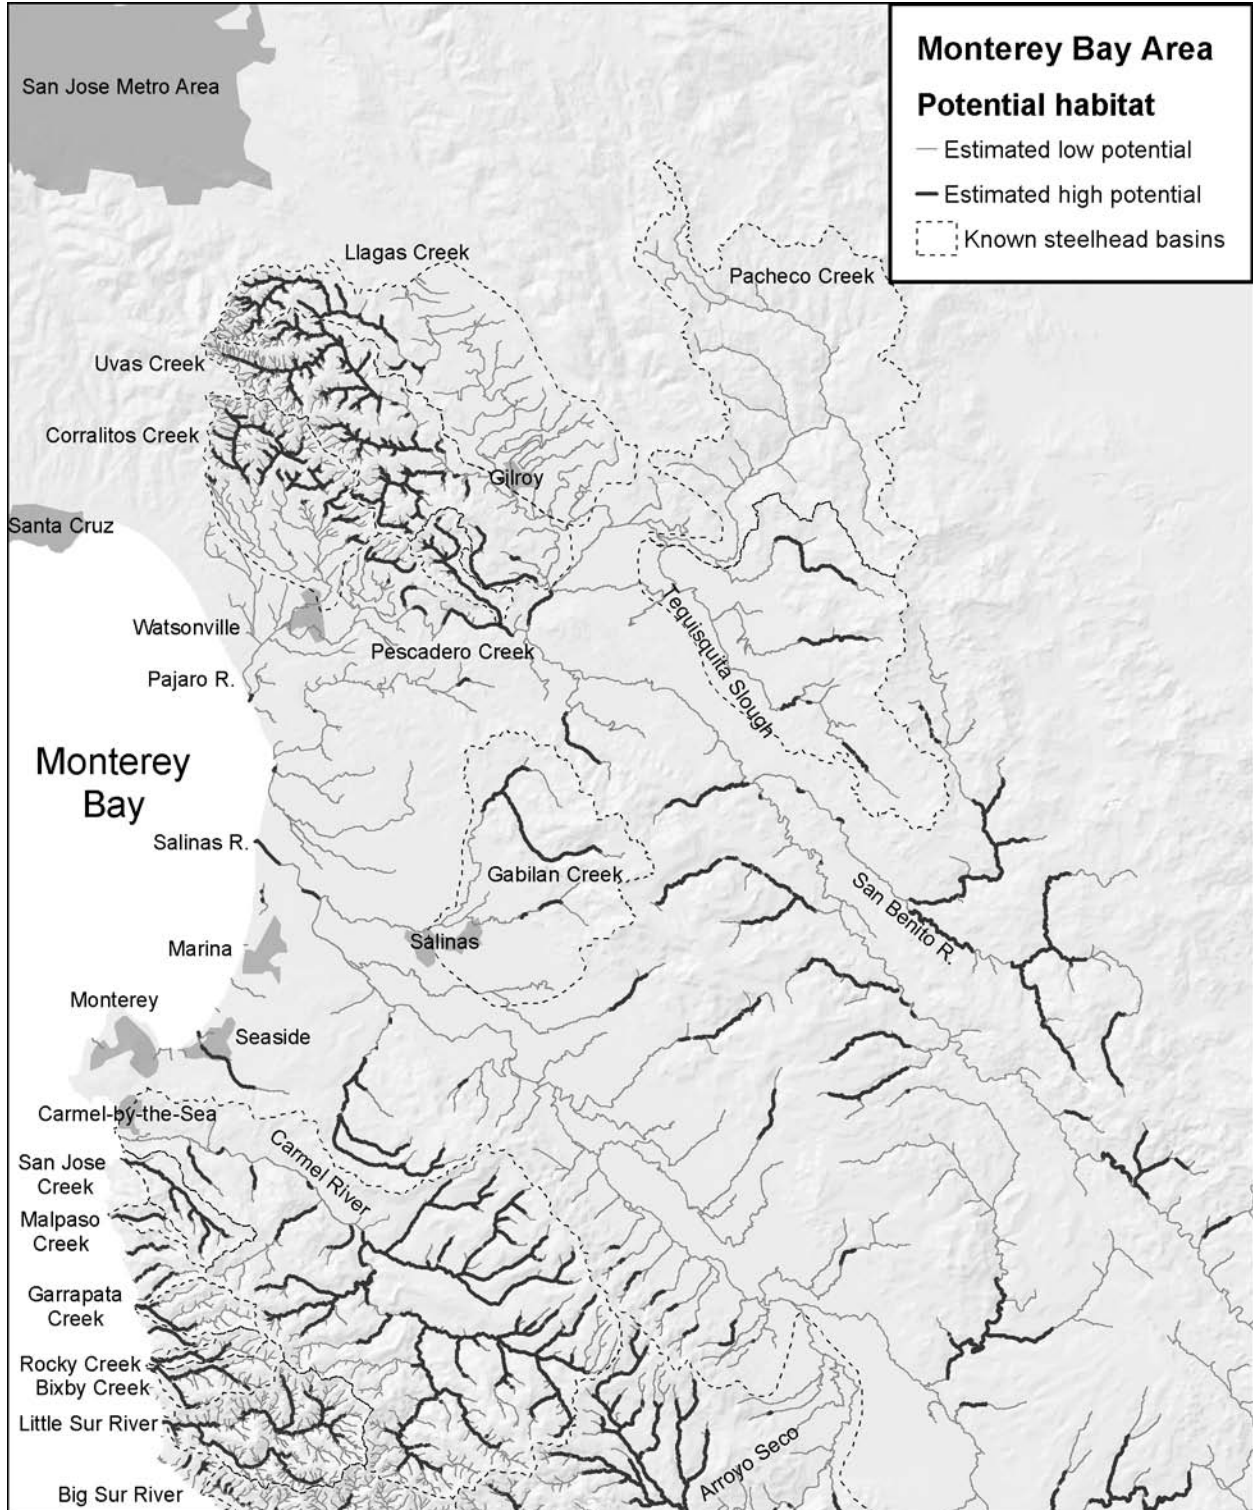 Monterey Bay Area
Potential habitat
Estimated low potential
Estimated high potential
Known steelhead basins
San Jose Metro Area
Llagas Creek
Pacheco Creek
Uvas Creek
Corralitos Creek
Gilroy
Santa Cruz
Tequisquita Slough
Watsonville
Pescadero Creek
Pajaro R.
Monterey
Bay
Salinas R.
Gabilan Creek
San Benito R.
Salinas
Marina
Monterey
Seaside
Carmel-by-the-Sea
Carmel River
San Jose
Creek
Malpaso
Creek
Garrapata
Creek
Rocky Creek
Bixby Creek
Little Sur River
Arroyo Seco
Big Sur River